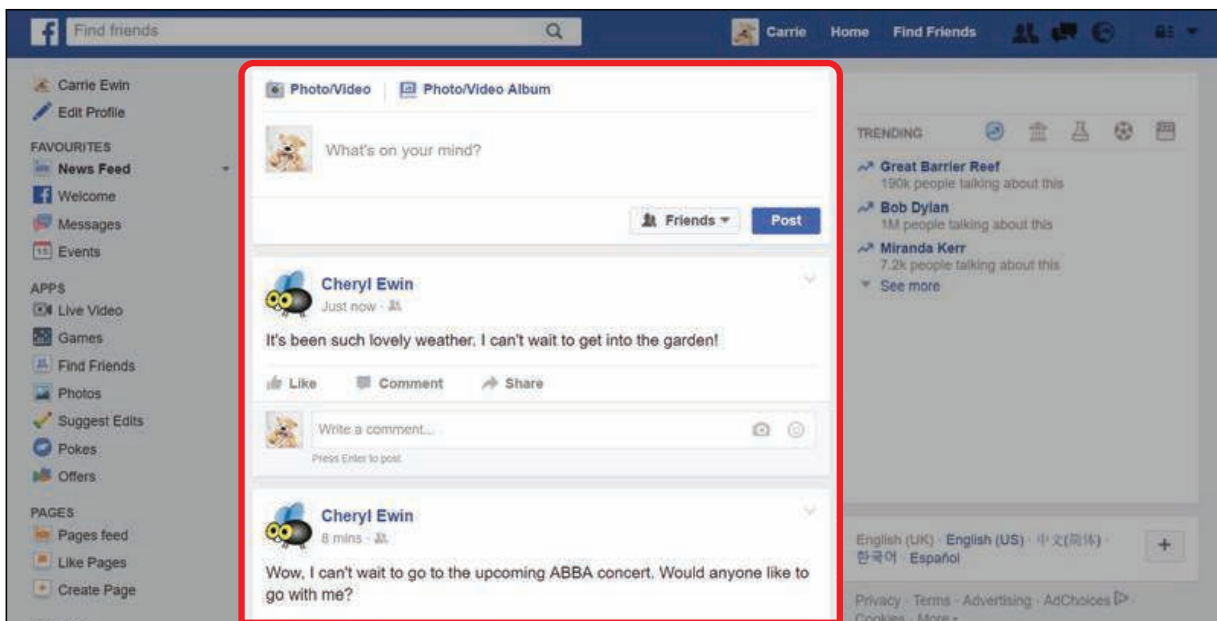 Find friends
Carrie Home Find Friends
Carrie Ewin
Edit Profile
FAVOURITES
News Feed
Welcome
Messages
Events
APPS
Live Video
Games
Find Friends
Photos
Suggest Edits
Pokes
Offers
PAGES
Pages feed
Like Pages
Create Page
Photo/Video Photo/Video Album
What's on your mind?
Friends Post
Cheryl Ewin
Just now
It's been such lovely weather. I can't wait to get into the garden!
Like Comment Share
Write a comment...
Press Enter to post.
Cheryl Ewin
8 mins
Wow, I can't wait to go to the upcoming ABBA concert. Would anyone like to
go with me?
TRENDING
Great Barrier Reef
190k people talking about this
Bob Dylan
1M people talking about this
Miranda Kerr
7.2k people talking about this
See more
English (UK) · English (US) · 中文(简体) ·
한국어 · Español
Privacy · Terms · Advertising · AdChoices
Cookies · More